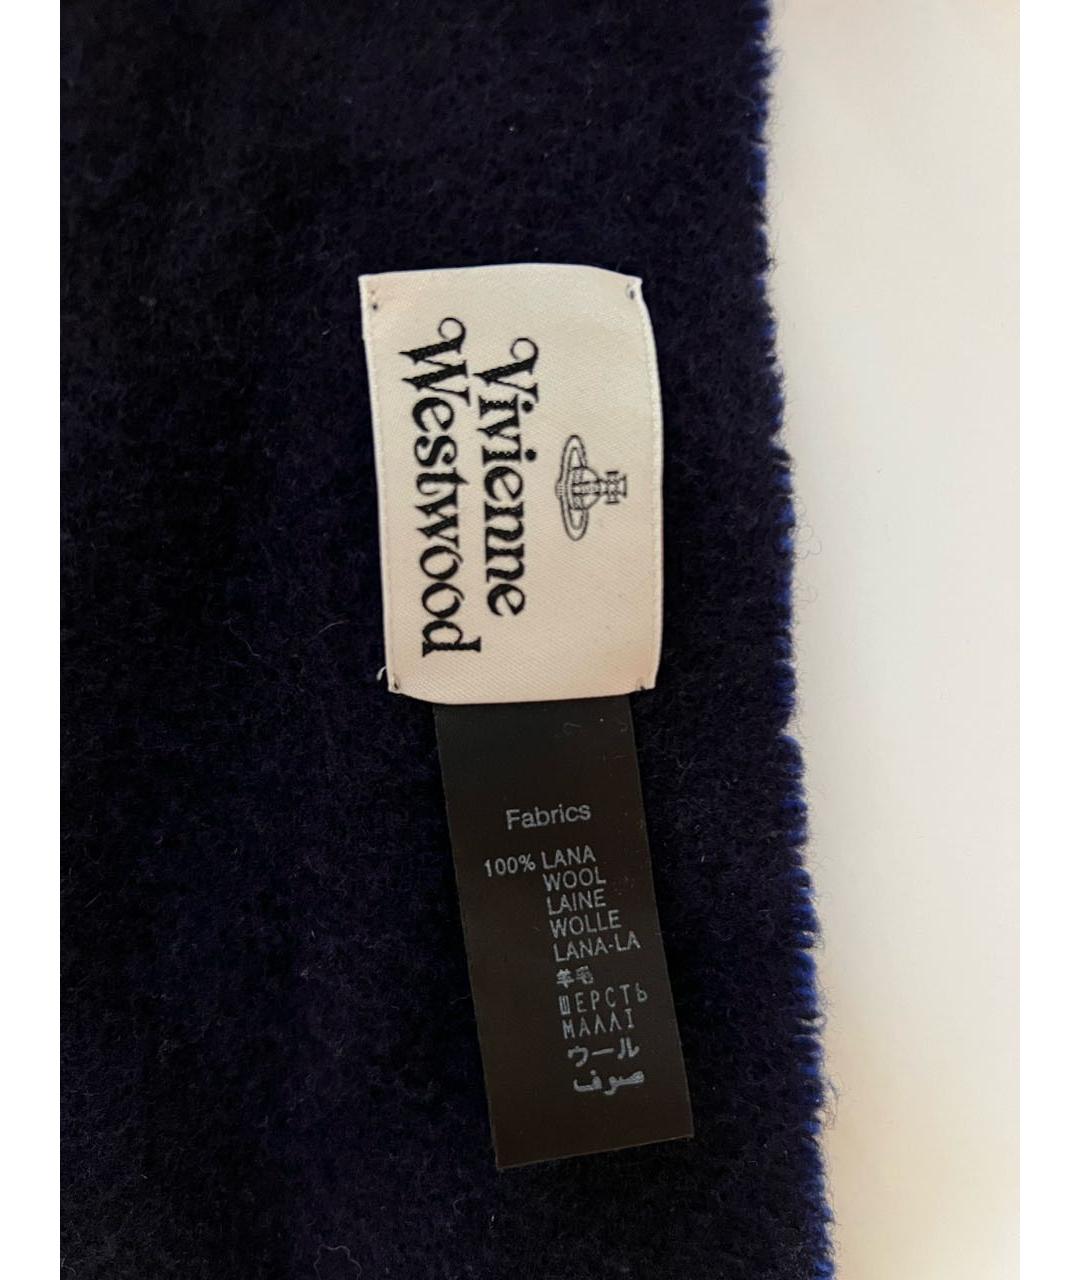 Vivienne
Westwood
Fabrics
100% LANA
WOOL
LAINE
WOLLE
LANA-LA
羊毛
ШЕРСТЬ
ΜΑΛΛΙ
ウール
صوف